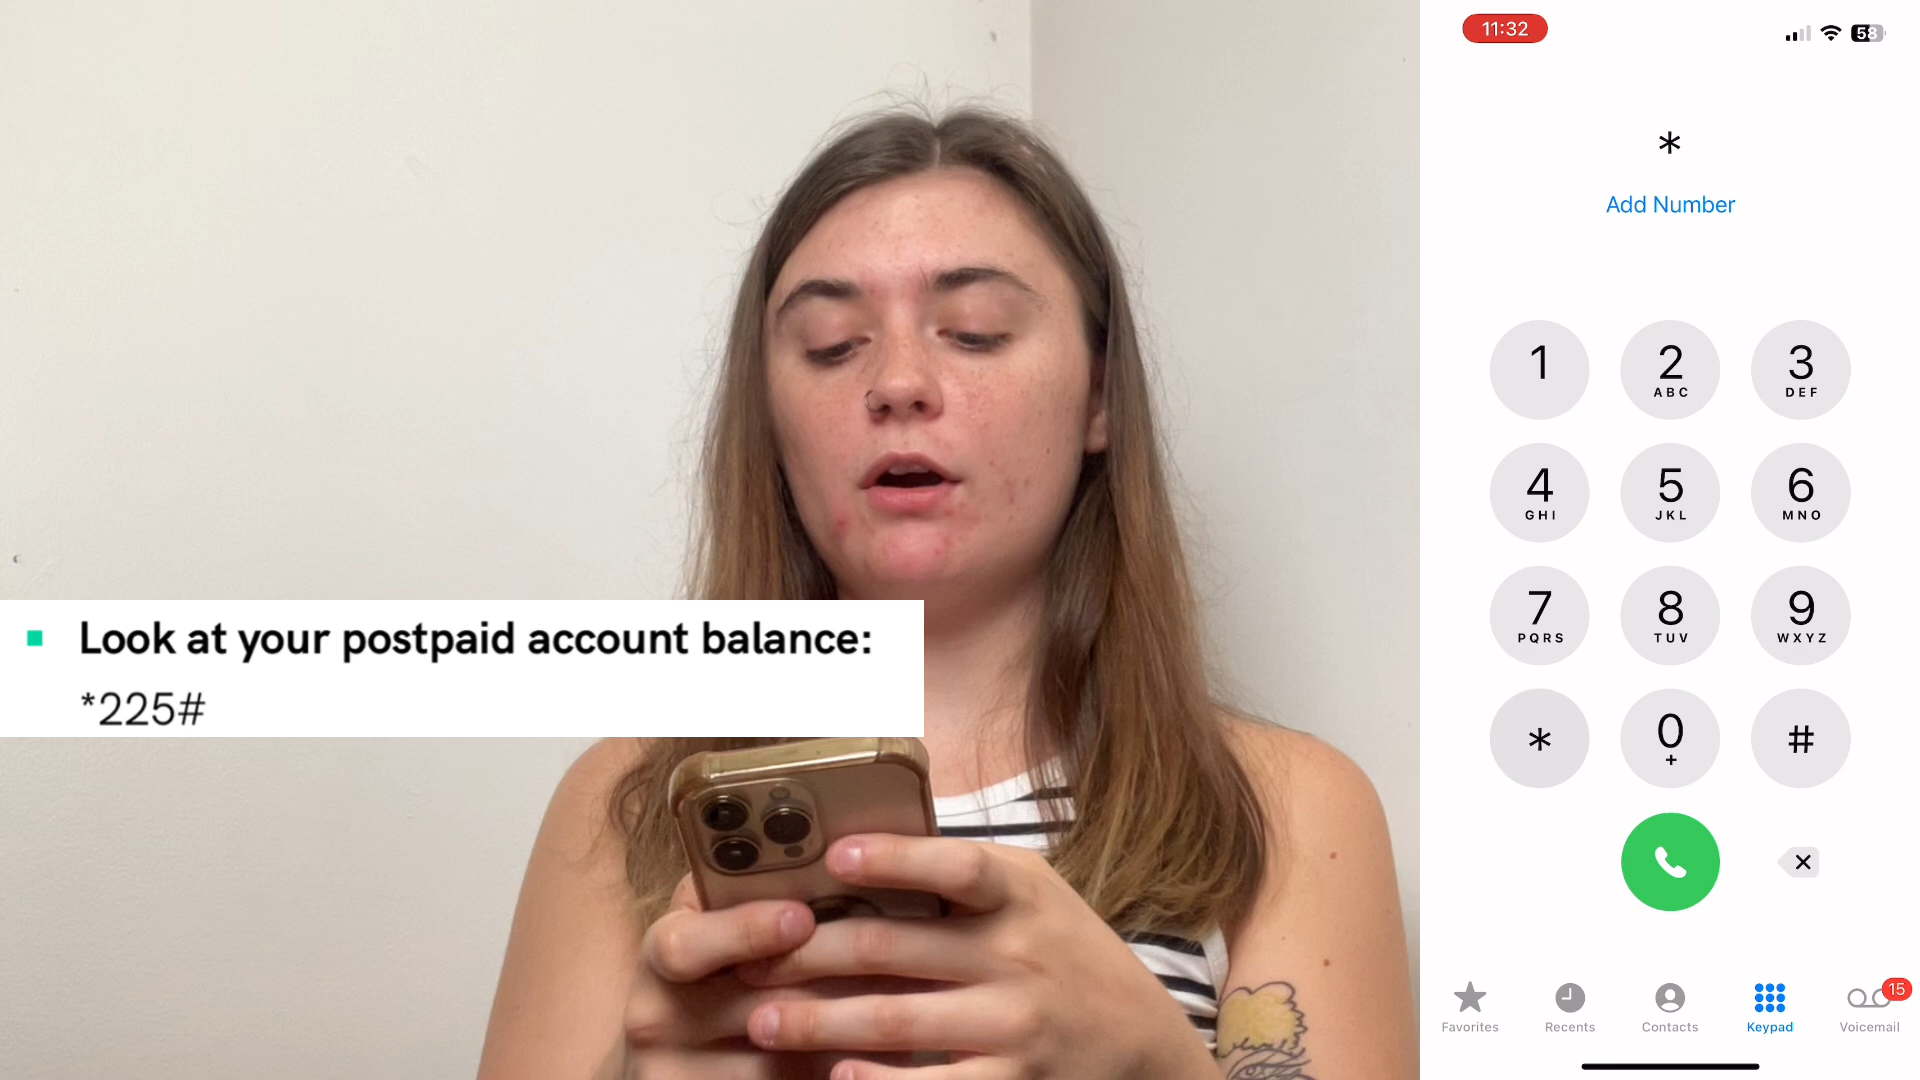 Look at your postpaid account balance:
*225#
11:32
58
*
Add Number
1
2
ABC
3
DEF
4
GHI
5
JKL
6
MNO
7
PQRS
8
TUV
9
WXYZ
*
0
+
#
15
Favorites
Recents
Contacts
Keypad
Voicemail